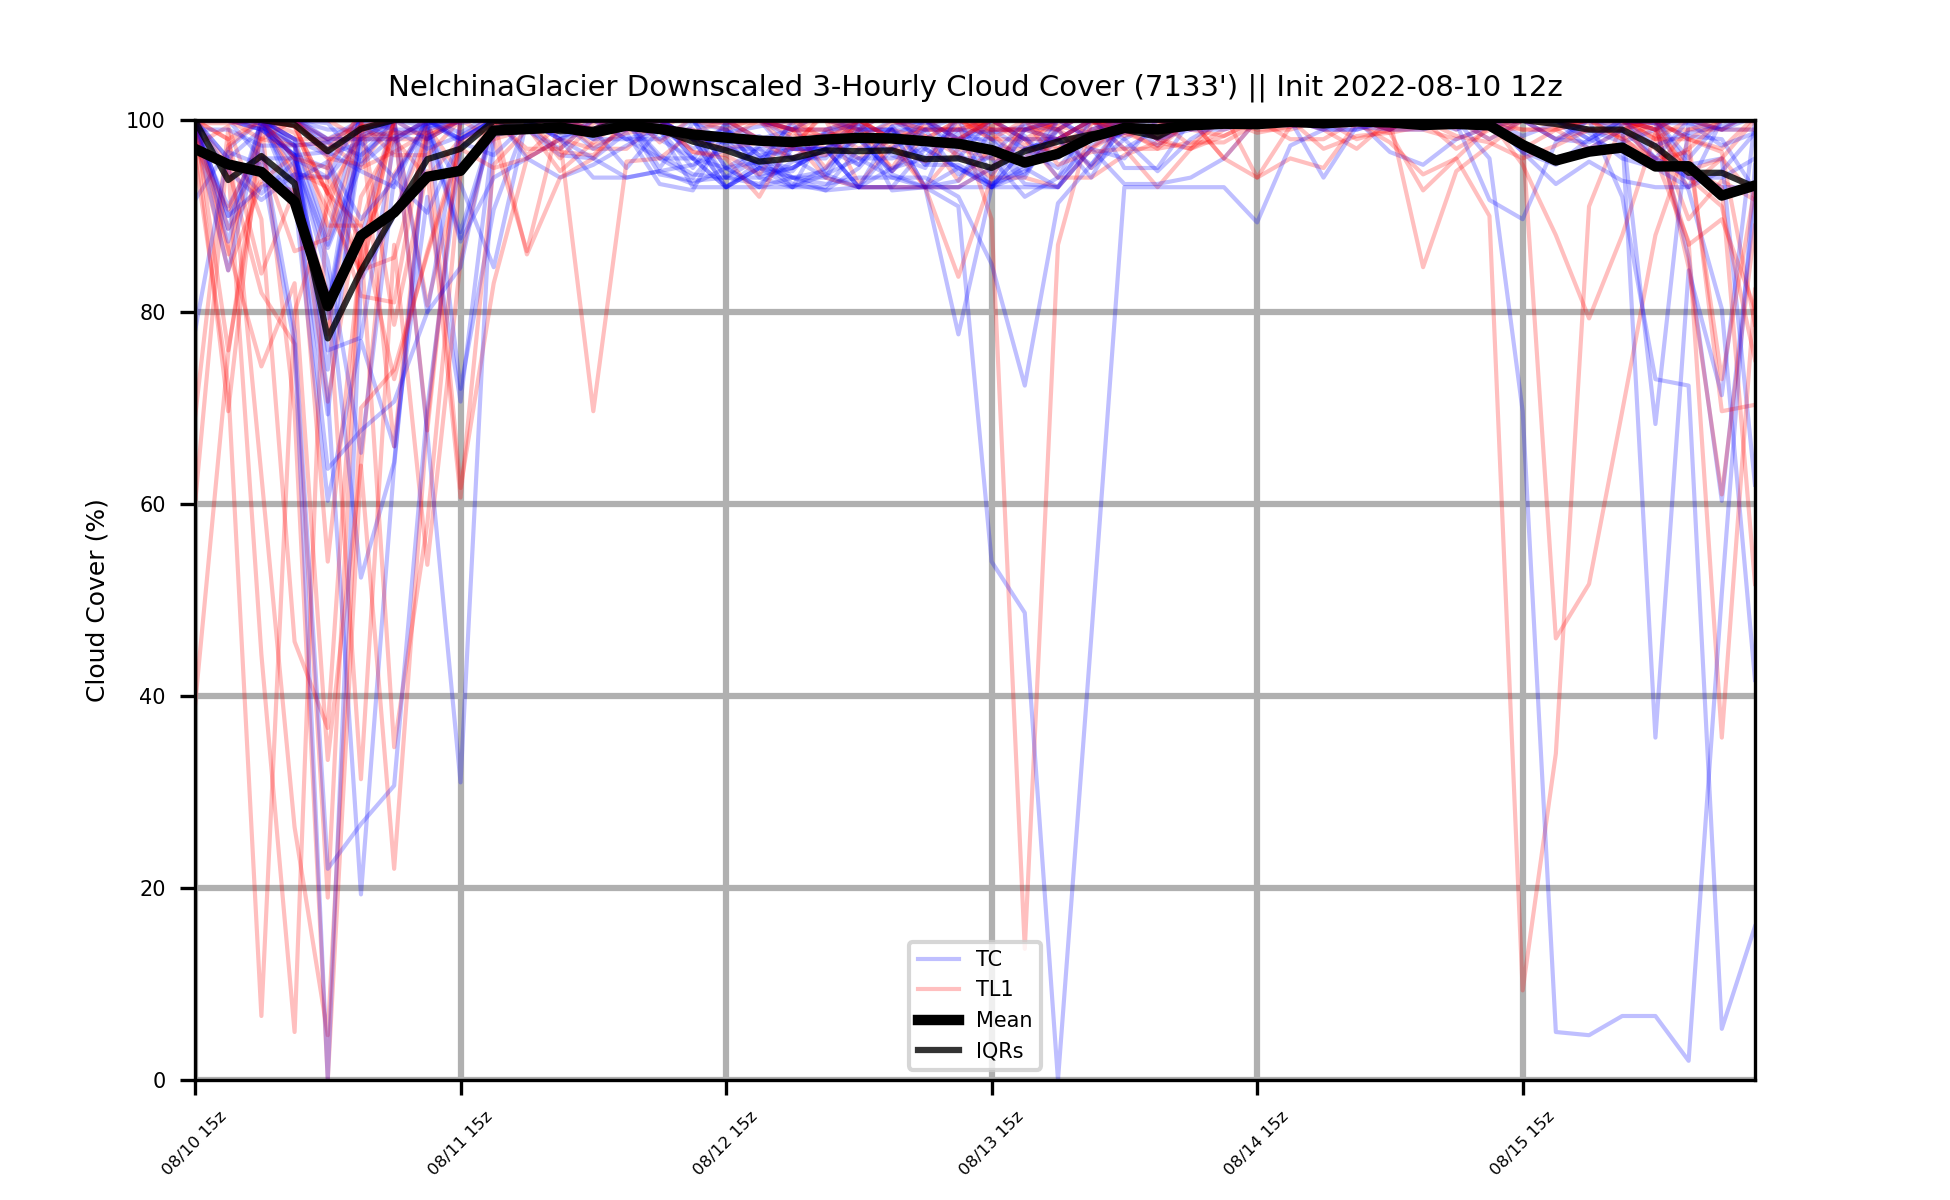 NelchinaGlacier Downscaled 3-Hourly Cloud Cover (7133') || Init 2022-08-10 12z
Cloud Cover (%)
100
80
60
40
20
0
TC
TL1
Mean
IQRs
08/10 15z
08/11 15z
08/12 15z
08/13 15z
08/14 15z
08/15 15z